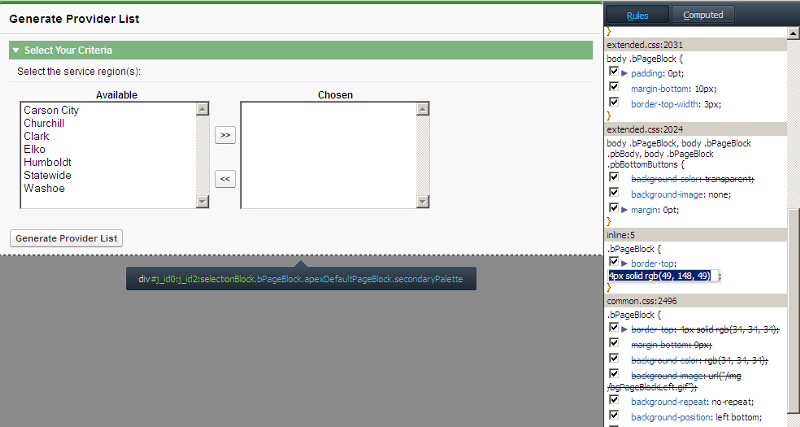 Generate Provider List
Select Your Criteria
Select the service region(s):
Available
Chosen
Carson City
Churchill
Clark
Elko
Humboldt
Statewide
Washoe
>>
<<
Generate Provider List
div#j_id0:j_id2:selectionBlock.bPageBlock.apexDefaultPageBlock.secondaryPalette
Rules
Computed
}
extended.css:2031
body .bPageBlock {
padding: 0pt;
margin-bottom: 10px;
border-top-width: 3px;
}
extended.css:2024
body .bPageBlock, body .bPageBlock
.pbBody, body .bPageBlock
.pbBottomButtons {
background-color: transparent;
background-image: none;
margin: 0pt;
}
inline:5
.bPageBlock {
border-top:
4px solid rgb(49, 148, 49) ;
}
common.css:2496
.bPageBlock {
border-top: 4px solid rgb(34, 34, 34);
margin-bottom: 9px;
background-color: rgb(34, 34, 34);
background-image: url("/img
/bgPageBlockLeft.gif");
background-repeat: no-repeat;
background-position: left bottom;